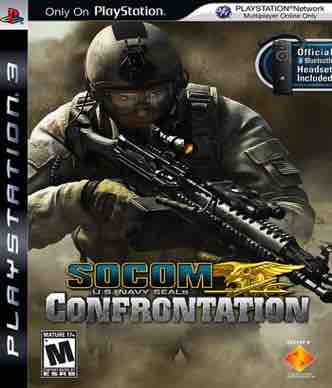 Only On PlayStation®
PLAYSTATION®Network
Multiplayer Online Only
Official
Bluetooth
Headset
Included
PLAYSTATION 3
SOCOM
U.S. NAVY SEALs
CONFRONTATION
MATURE 17+
M
ESRB
SONY